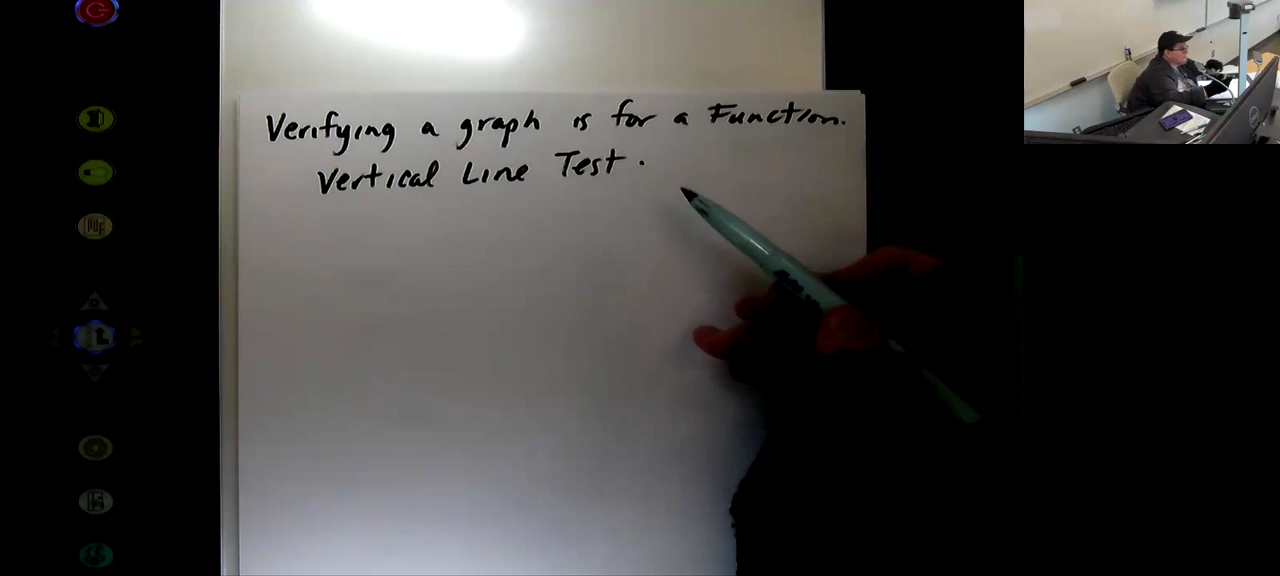 Verifying a graph is for a Function.
Vertical Line Test.